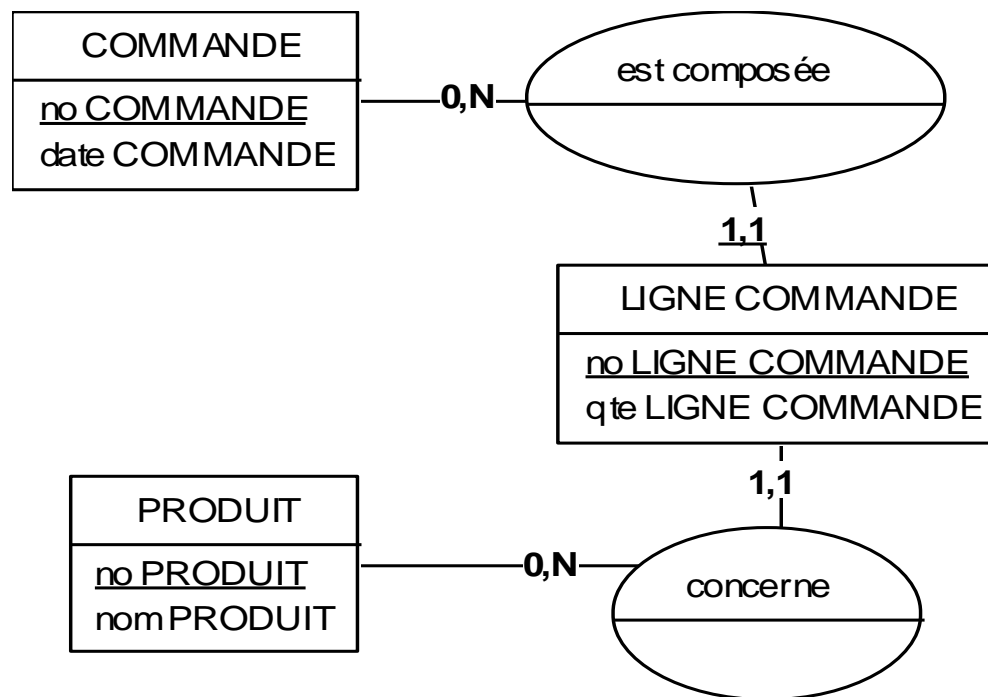 COMMANDE
no COMMANDE
date COMMANDE
0,N
est composée
1,1
LIGNE COMMANDE
no LIGNE COMMANDE
qte LIGNE COMMANDE
1,1
PRODUIT
no PRODUIT
nom PRODUIT
0,N
concerne